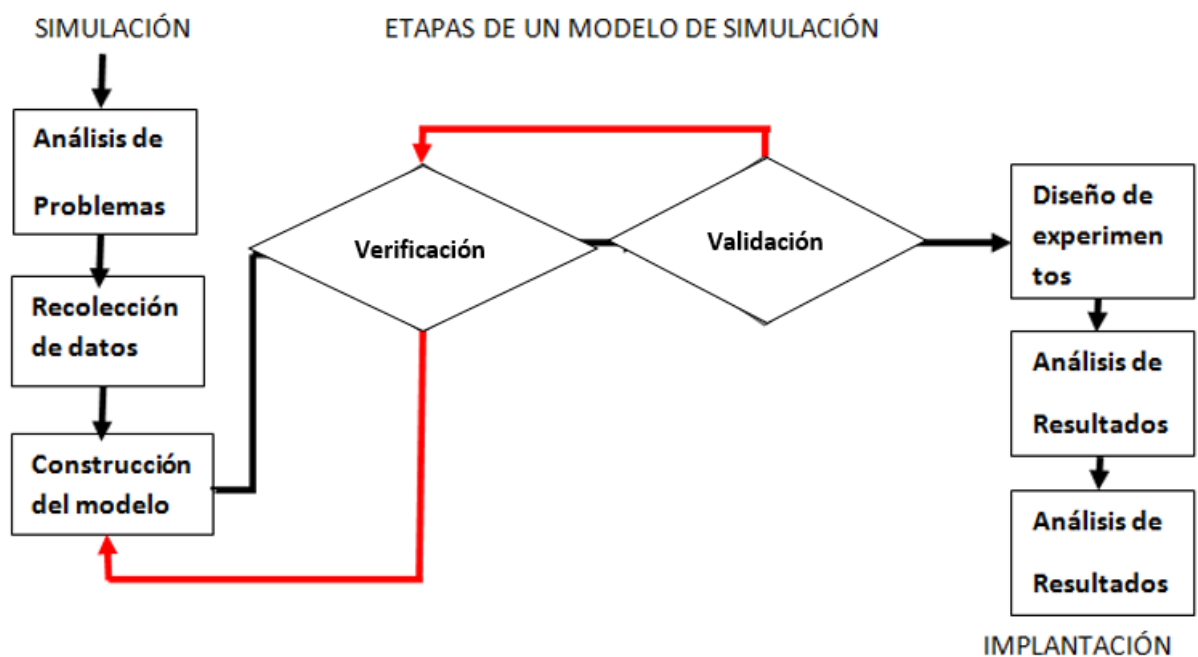 SIMULACIÓN
ETAPAS DE UN MODELO DE SIMULACIÓN
Análisis de
Problemas
Recolección
de datos
Construcción
del modelo
Verificación
Validación
Diseño de
experimen
tos
Análisis de
Resultados
Análisis de
Resultados
IMPLANTACIÓN